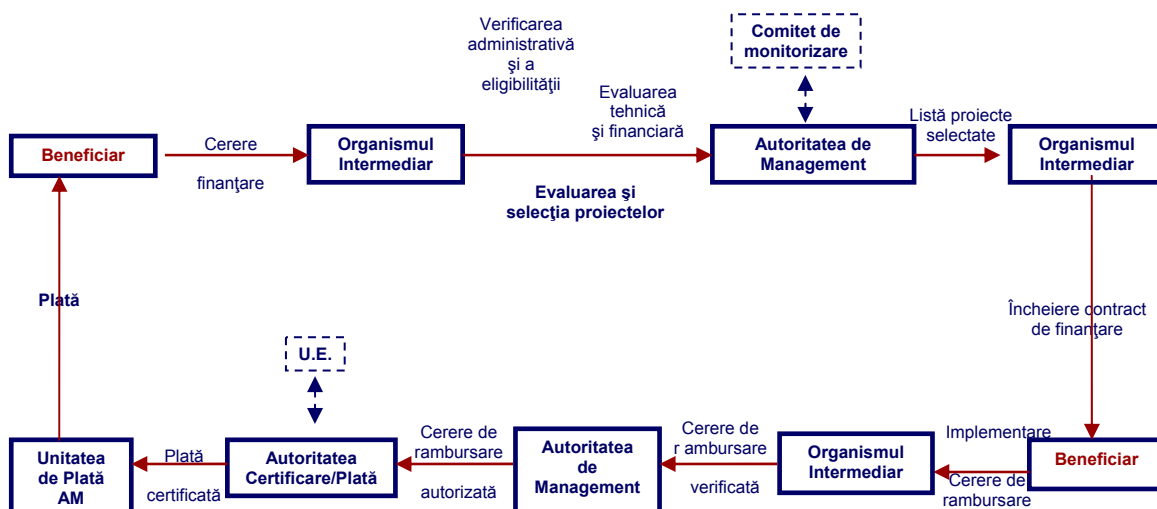 Verificarea
administrativă
şi a
eligibilităţii
Comitet de
monitorizare
Evaluarea
tehnică
şi financiară
Listă proiecte
selectate
Beneficiar
Cerere
finanţare
Organismul
Intermediar
Autoritatea de
Management
Organismul
Intermediar
Evaluarea şi
selecţia proiectelor
Plată
Încheiere contract
de finanţare
U.E.
Unitatea
de Plată
AM
Plată
certificată
Autoritatea
Certificare/Plată
Cerere de
rambursare
autorizată
Autoritatea
de
Management
Cerere de
r ambursare
verificată
Organismul
Intermediar
Implementare
Cerere de
rambursare
Beneficiar